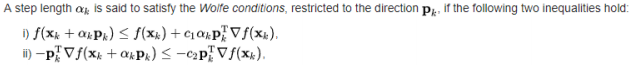 A step length αₖ is said to satisfy the Wolfe conditions, restricted to the direction pₖ, if the following two inequalities hold:
i) f(xₖ + αₖpₖ) ≤ f(xₖ) + c₁αₖpₖᵀ∇f(xₖ),
ii) −pₖᵀ∇f(xₖ + αₖpₖ) ≤ −c₂pₖᵀ∇f(xₖ),